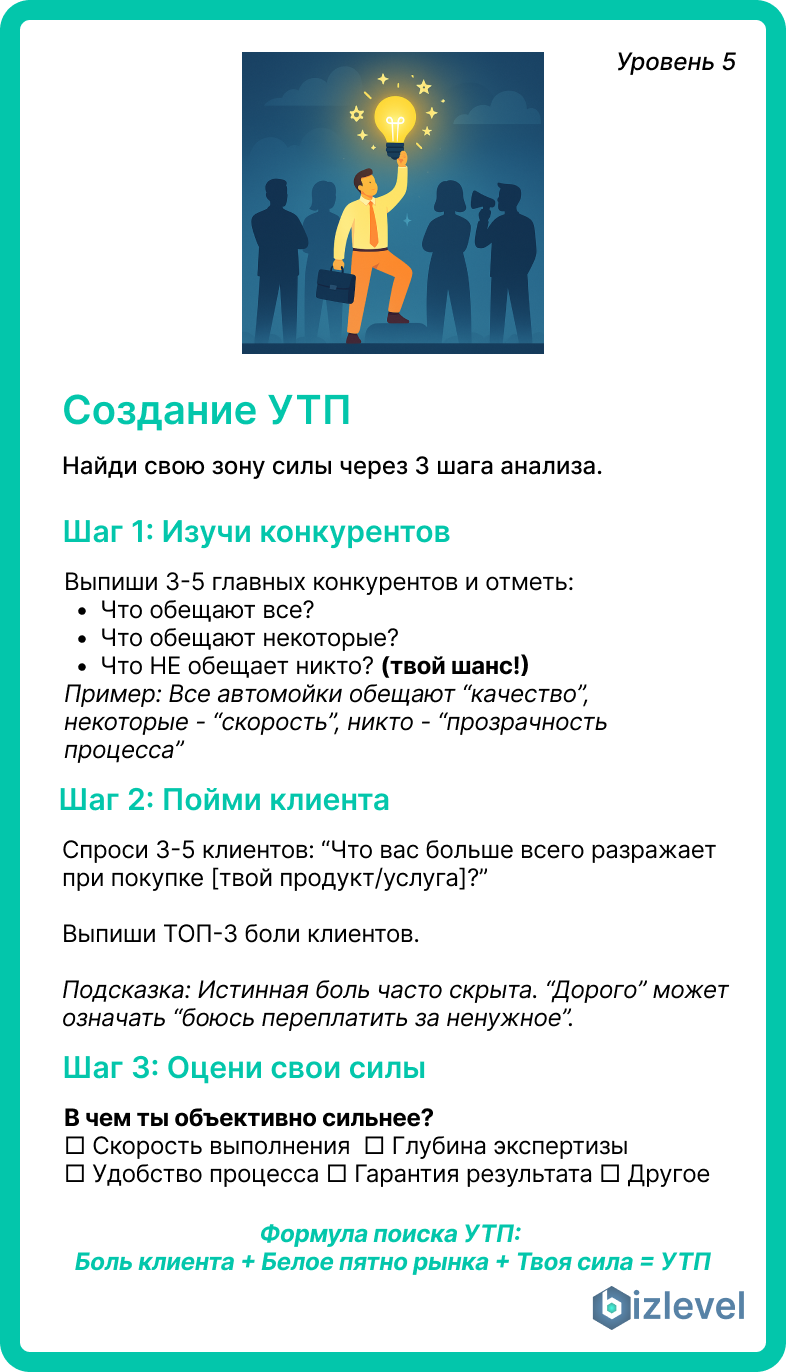 Уровень 5
Создание УТП
Найди свою зону силы через 3 шага анализа.
Шаг 1: Изучи конкурентов
Выпиши 3-5 главных конкурентов и отметь:
• Что обещают все?
• Что обещают некоторые?
• Что НЕ обещает никто? (твой шанс!)
Пример: Все автомойки обещают “качество”,
некоторые - “скорость”, никто - “прозрачность
процесса”
Шаг 2: Пойми клиента
Спроси 3-5 клиентов: “Что вас больше всего разражает
при покупке [твой продукт/услуга]?”
Выпиши ТОП-3 боли клиентов.
Подсказка: Истинная боль часто скрыта. “Дорого” может
означать “боюсь переплатить за ненужное”.
Шаг 3: Оцени свои силы
В чем ты объективно сильнее?
☐ Скорость выполнения ☐ Глубина экспертизы
☐ Удобство процесса ☐ Гарантия результата ☐ Другое
Формула поиска УТП:
Боль клиента + Белое пятно рынка + Твоя сила = УТП
bizlevel